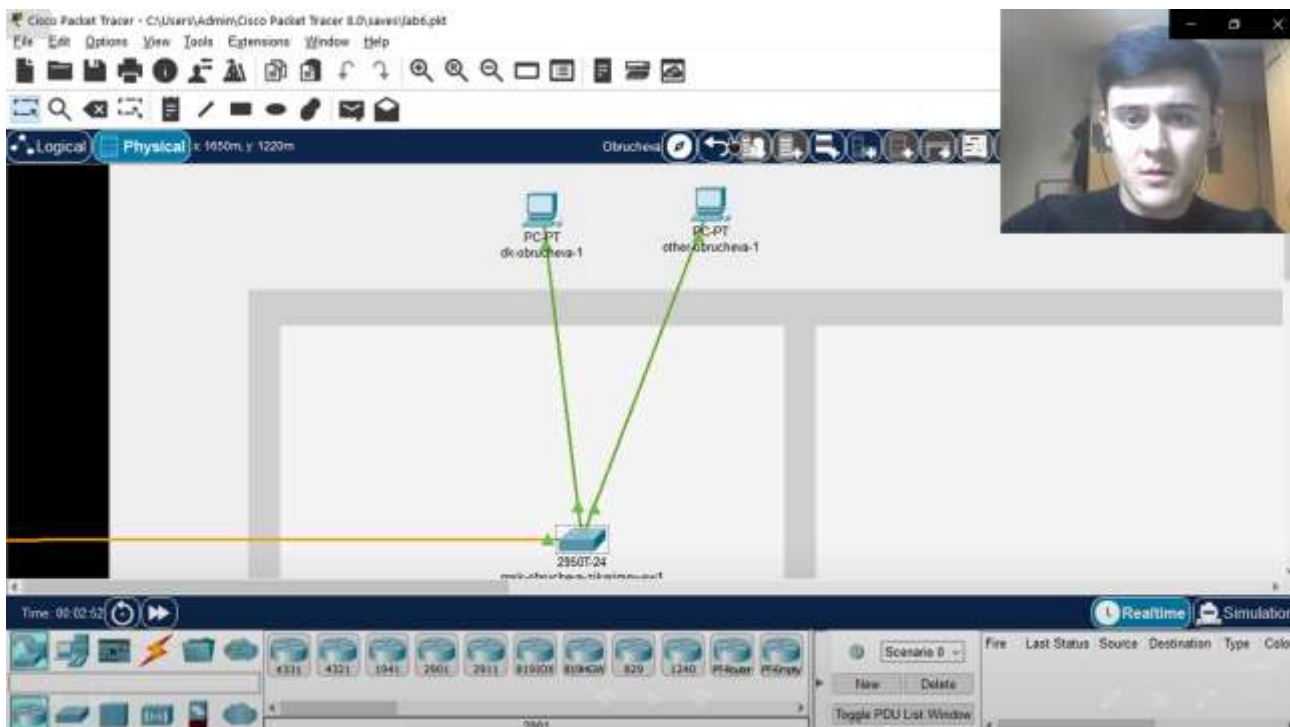 Cisco Packet Tracer - C:\Users\Admin\Cisco Packet Tracer 8.0\saves\lab6.pkt
File Edit Options View Tools Extensions Window Help
Logical Physical x: 1650m, y: 1220m Obrucheva
PC-PT
dk-obrucheva-1
PC-PT
other-obrucheva-1
2950T-24
Time: 00:02:52 Realtime Simulation
4331 4321 1941 2901 2911 819IOX 819HGW 829 1240 PT-Router PT-Empty
Scenario 0
New Delete
Toggle PDU List Window
Fire Last Status Source Destination Type Colo
2901